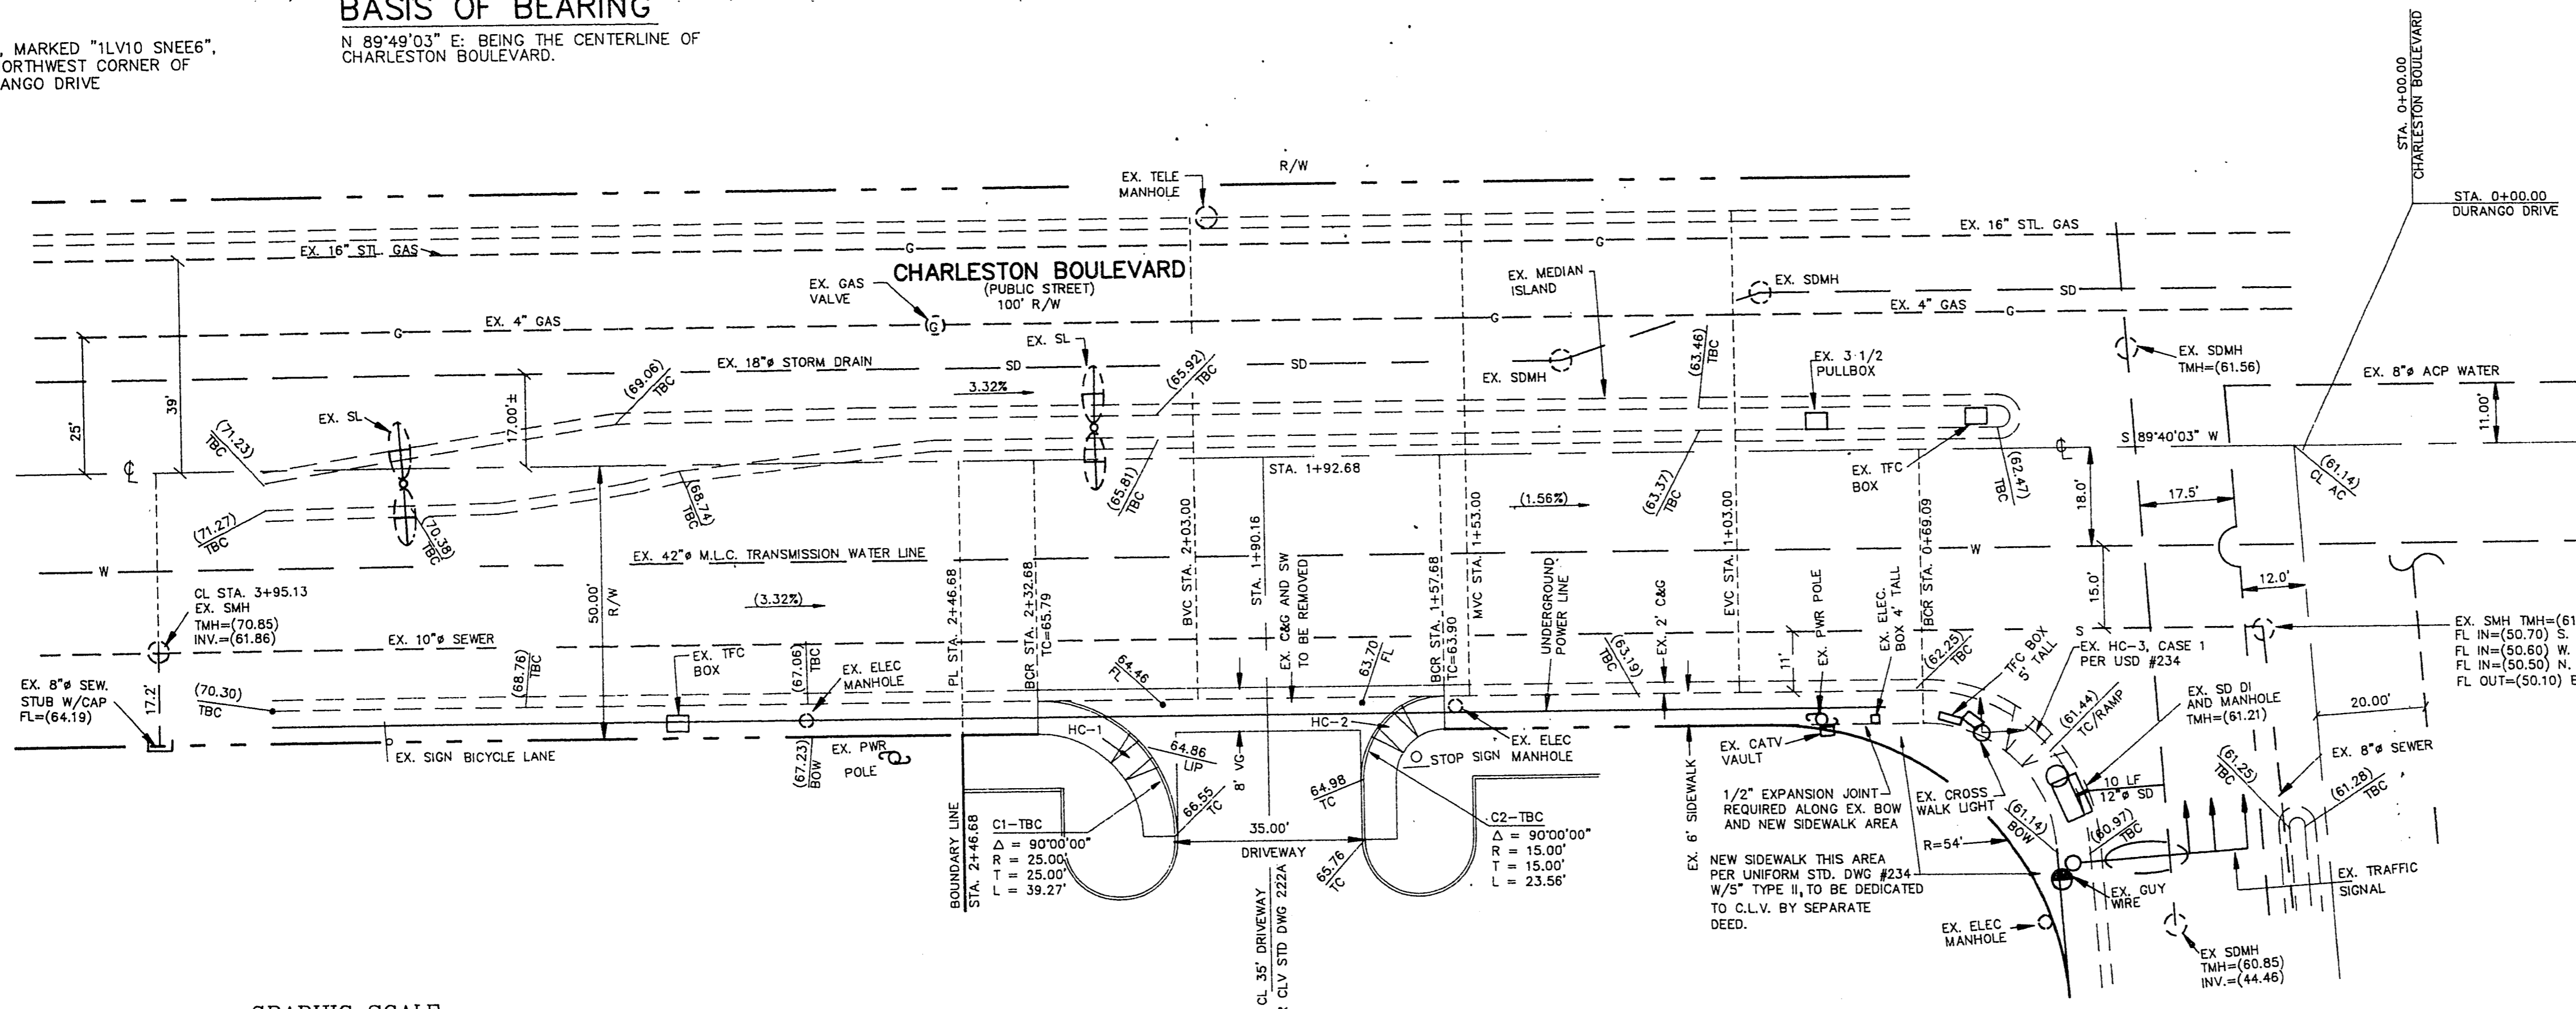 BASIS OF BEARING
N 89°49'03" E: BEING THE CENTERLINE OF
CHARLESTON BOULEVARD.
, MARKED "1LV10 SNEE6",
ORTHWEST CORNER OF
ANGO DRIVE
STA. 0+00.00
CHARLESTON BOULEVARD
STA. 0+00.00
DURANGO DRIVE
R/W
EX. TELE
MANHOLE
EX. 16" STL. GAS
G
G
EX. 16" STL. GAS
CHARLESTON BOULEVARD
(PUBLIC STREET)
100' R/W
EX. GAS
VALVE
EX. MEDIAN
ISLAND
EX. SDMH
SD
EX. 4" GAS
G
G
EX. 4" GAS
(G)
G
G
39'
25'
EX. SL
EX. 18"ø STORM DRAIN
SD
SD
EX. SDMH
3.32%
(69.06)
TBC
(65.92)
TBC
(63.46)
TBC
EX. 3 1/2
PULLBOX
EX. SDMH
TMH=(61.56)
EX. 8"ø ACP WATER
11.00'
17.00'±
EX. SL
(71.23)
TBC
S 89°40'03" W
STA. 1+92.68
EX. TFC
BOX
(62.47)
TBC
(61.14)
CL AC
(71.27)
TBC
(70.38)
TBC
(68.74)
TBC
(65.81)
TBC
(63.37)
TBC
(1.56%)
17.5'
18.0'
W
EX. 42"ø M.L.C. TRANSMISSION WATER LINE
W
CL STA. 3+95.13
EX. SMH
TMH=(70.85)
INV.=(61.86)
50.00'
R/W
(3.32%)
PL STA. 2+46.68
BCR STA. 2+32.68
TC=65.79
BVC STA. 2+03.00
STA. 1+90.16
EX. C&G AND SW
TO BE REMOVED
BCR STA. 1+57.68
TC=63.90
MVC STA. 1+53.00
UNDERGROUND
POWER LINE
EX. 2' C&G
EVC STA. 1+03.00
EX. PWR POLE
EX. ELEC.
BOX 4' TALL
BCR STA. 0+69.09
15.0'
12.0'
EX. 10"ø SEWER
S
EX. SMH TMH=(61
FL IN=(50.70) S.
FL IN=(50.60) W.
FL IN=(50.50) N.
FL OUT=(50.10) E
EX. 8"ø SEW.
STUB W/CAP
FL=(64.19)
17.2'
(70.30)
TBC
(68.76)
TBC
EX. TFC
BOX
(67.06)
TBC
EX. ELEC
MANHOLE
64.46
63.70
FL
(63.19)
TBC
11'
(62.25)
TBC
TFC BOX
5' TALL
EX. HC-3, CASE 1
PER USD #234
(61.44)
TC/RAMP
EX. SD DI
AND MANHOLE
TMH=(61.21)
20.00'
EX. SIGN BICYCLE LANE
(67.23)
BOW
EX. PWR
POLE
HC-1
64.86
LIP
8' VG
HC-2
STOP SIGN
EX. ELEC
MANHOLE
EX. CATV
VAULT
EX. 8"ø SEWER
66.55
TC
64.98
TC
EX. 6' SIDEWALK
1/2" EXPANSION JOINT
REQUIRED ALONG EX. BOW
AND NEW SIDEWALK AREA
EX. CROSS
WALK LIGHT
10 LF
12"ø SD
(61.25)
TBC
(61.28)
TBC
BOUNDARY LINE
STA. 2+46.68
C1-TBC
Δ = 90°00'00"
R = 25.00'
T = 25.00'
L = 39.27'
35.00'
DRIVEWAY
65.76
TC
C2-TBC
Δ = 90°00'00"
R = 15.00'
T = 15.00'
L = 23.56'
(61.14)
BOW
(60.97)
TBC
R=54'
NEW SIDEWALK THIS AREA
PER UNIFORM STD. DWG #234
W/5" TYPE II, TO BE DEDICATED
TO C.L.V. BY SEPARATE
DEED.
EX. TRAFFIC
SIGNAL
EX. GUY
WIRE
EX. ELEC
MANHOLE
CL 35' DRIVEWAY
CLV STD DWG 222A
EX SDMH
TMH=(60.85)
INV.=(44.46)
GRAPHIC SCALE